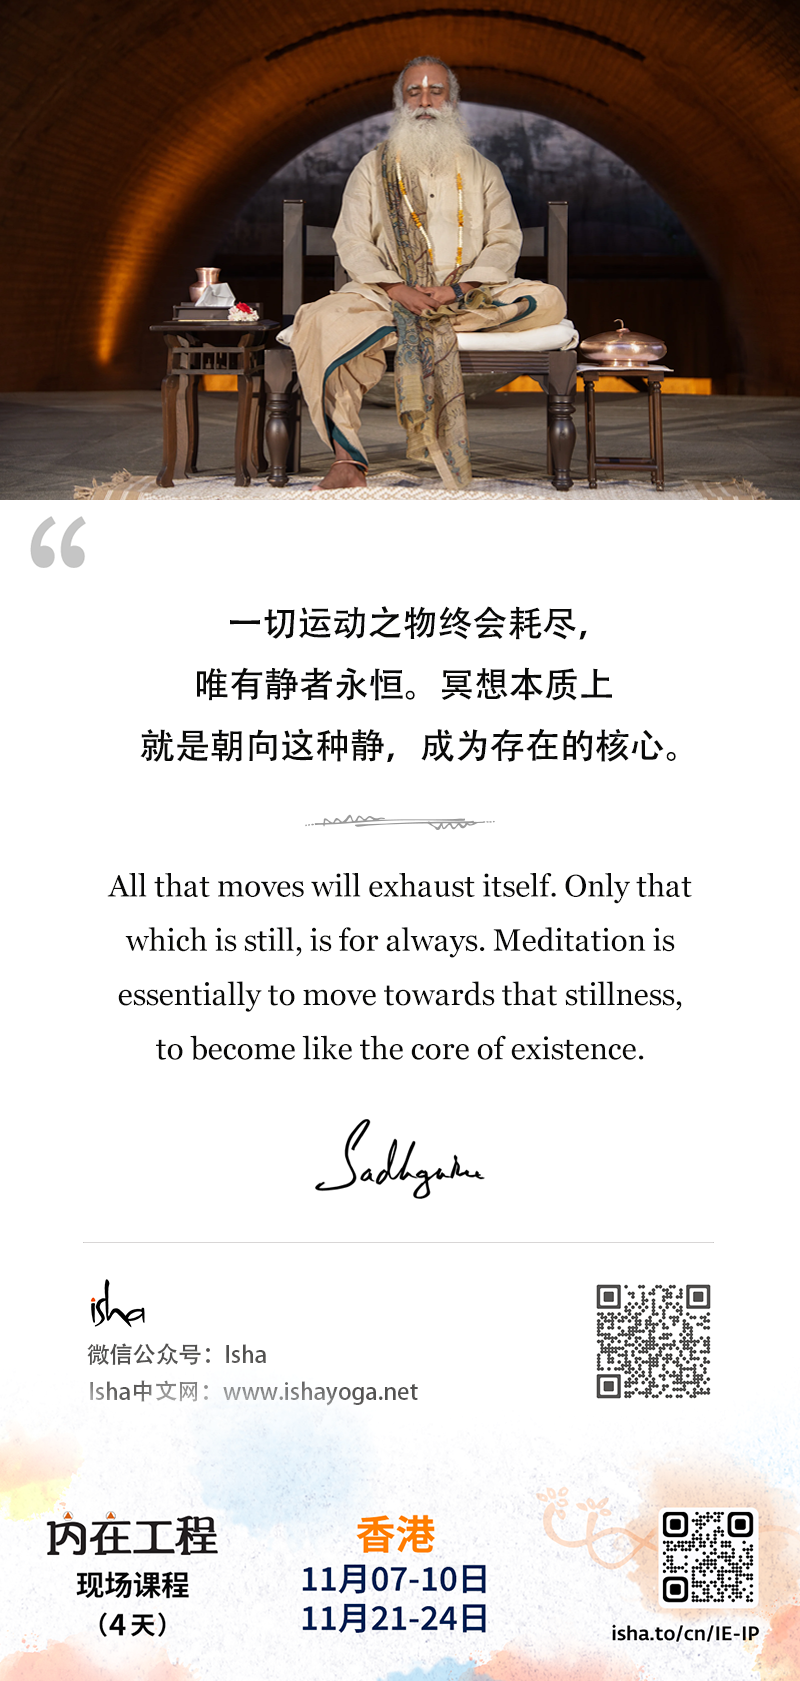 “
一切运动之物终会耗尽，
唯有静者永恒。冥想本质上
就是朝向这种静，成为存在的核心。
All that moves will exhaust itself. Only that
which is still, is for always. Meditation is
essentially to move towards that stillness,
to become like the core of existence.
Sadhguru
isha
微信公众号：Isha
Isha中文网：www.ishayoga.net
内在工程
现场课程
（4天）
香港
11月07-10日
11月21-24日
isha.to/cn/IE-IP